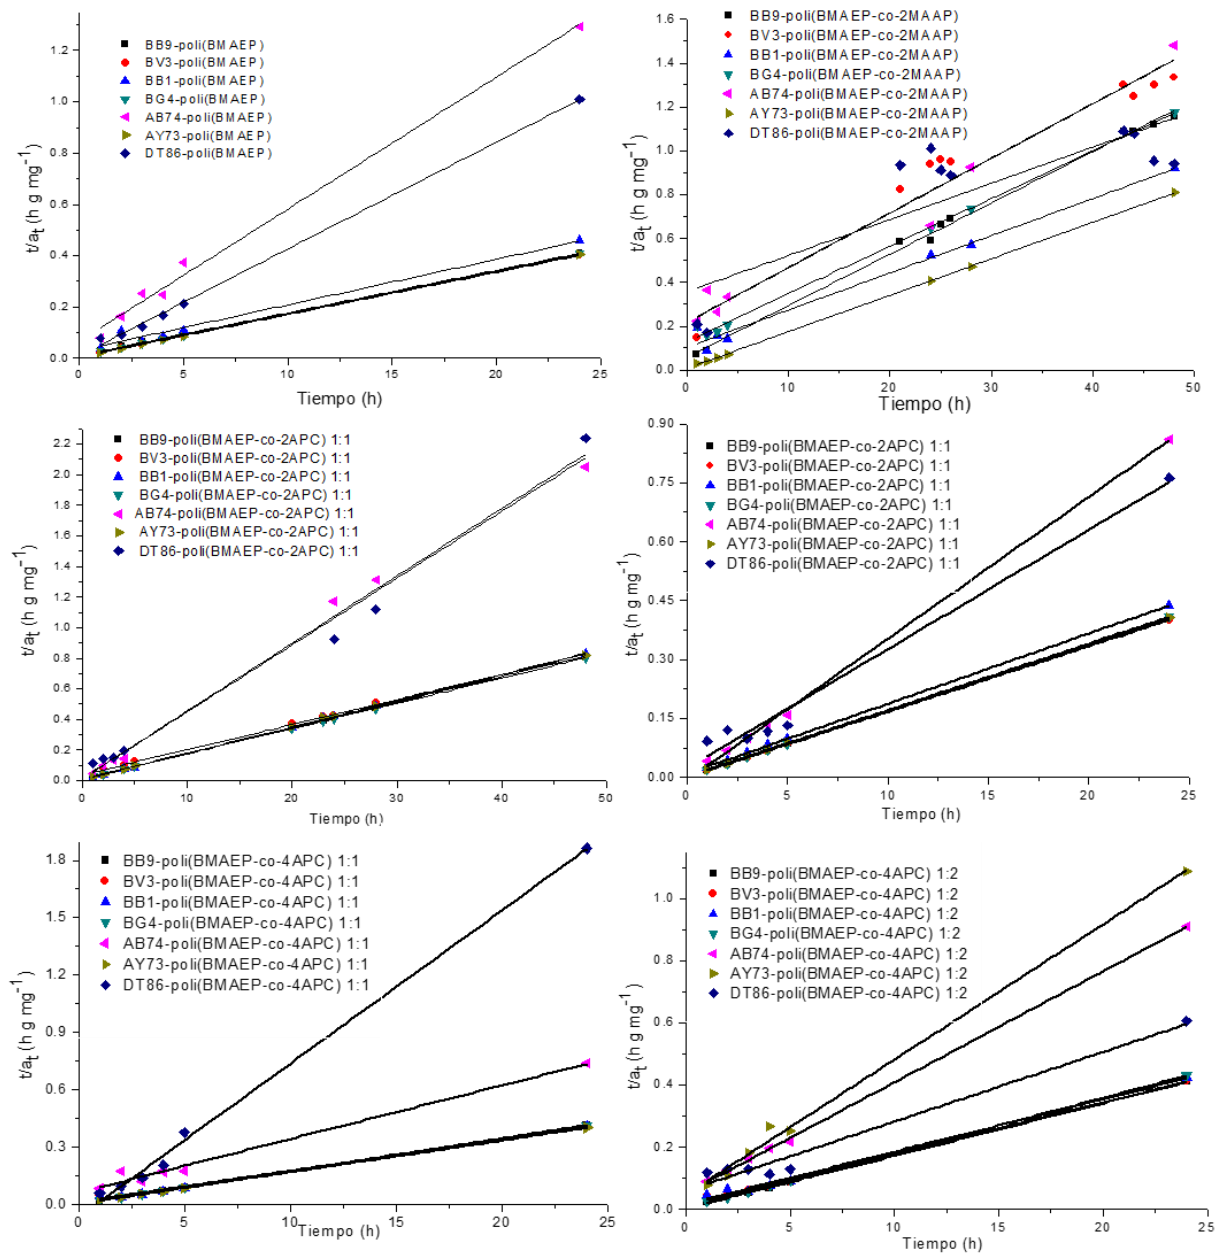 BB9-poli(BMAEP)
BV3-poli(BMAEP)
BB1-poli(BMAEP)
BG4-poli(BMAEP)
AB74-poli(BMAEP)
AY73-poli(BMAEP)
DT86-poli(BMAEP)
t/a_t (h g mg⁻¹)
1.2
1.0
0.8
0.6
0.4
0.2
0.0
0 5 10 15 20 25
Tiempo (h)
BB9-poli(BMAEP-co-2MAAP)
BV3-poli(BMAEP-co-2MAAP)
BB1-poli(BMAEP-co-2MAAP)
BG4-poli(BMAEP-co-2MAAP)
AB74-poli(BMAEP-co-2MAAP)
AY73-poli(BMAEP-co-2MAAP)
DT86-poli(BMAEP-co-2MAAP)
t/a_t (h g mg⁻¹)
1.6
1.4
1.2
1.0
0.8
0.6
0.4
0.2
0.0
0 10 20 30 40 50
Tiempo (h)
BB9-poli(BMAEP-co-2APC) 1:1
BV3-poli(BMAEP-co-2APC) 1:1
BB1-poli(BMAEP-co-2APC) 1:1
BG4-poli(BMAEP-co-2APC) 1:1
AB74-poli(BMAEP-co-2APC) 1:1
AY73-poli(BMAEP-co-2APC) 1:1
DT86-poli(BMAEP-co-2APC) 1:1
t/a_t (h g mg⁻¹)
2.2
2.0
1.8
1.6
1.4
1.2
1.0
0.8
0.6
0.4
0.2
0.0
0 10 20 30 40 50
Tiempo (h)
BB9-poli(BMAEP-co-2APC) 1:1
BV3-poli(BMAEP-co-2APC) 1:1
BB1-poli(BMAEP-co-2APC) 1:1
BG4-poli(BMAEP-co-2APC) 1:1
AB74-poli(BMAEP-co-2APC) 1:1
AY73-poli(BMAEP-co-2APC) 1:1
DT86-poli(BMAEP-co-2APC) 1:1
t/a_t (h g mg⁻¹)
0.90
0.75
0.60
0.45
0.30
0.15
0.00
0 5 10 15 20 25
Tiempo (h)
BB9-poli(BMAEP-co-4APC) 1:1
BV3-poli(BMAEP-co-4APC) 1:1
BB1-poli(BMAEP-co-4APC) 1:1
BG4-poli(BMAEP-co-4APC) 1:1
AB74-poli(BMAEP-co-4APC) 1:1
AY73-poli(BMAEP-co-4APC) 1:1
DT86-poli(BMAEP-co-4APC) 1:1
t/a_t (h g mg⁻¹)
1.8
1.5
1.2
0.9
0.6
0.3
0.0
0 5 10 15 20 25
Tiempo (h)
BB9-poli(BMAEP-co-4APC) 1:2
BV3-poli(BMAEP-co-4APC) 1:2
BB1-poli(BMAEP-co-4APC) 1:2
BG4-poli(BMAEP-co-4APC) 1:2
AB74-poli(BMAEP-co-4APC) 1:2
AY73-poli(BMAEP-co-4APC) 1:2
DT86-poli(BMAEP-co-4APC) 1:2
t/a_t (h g mg⁻¹)
1.0
0.8
0.6
0.4
0.2
0.0
0 5 10 15 20 25
Tiempo (h)